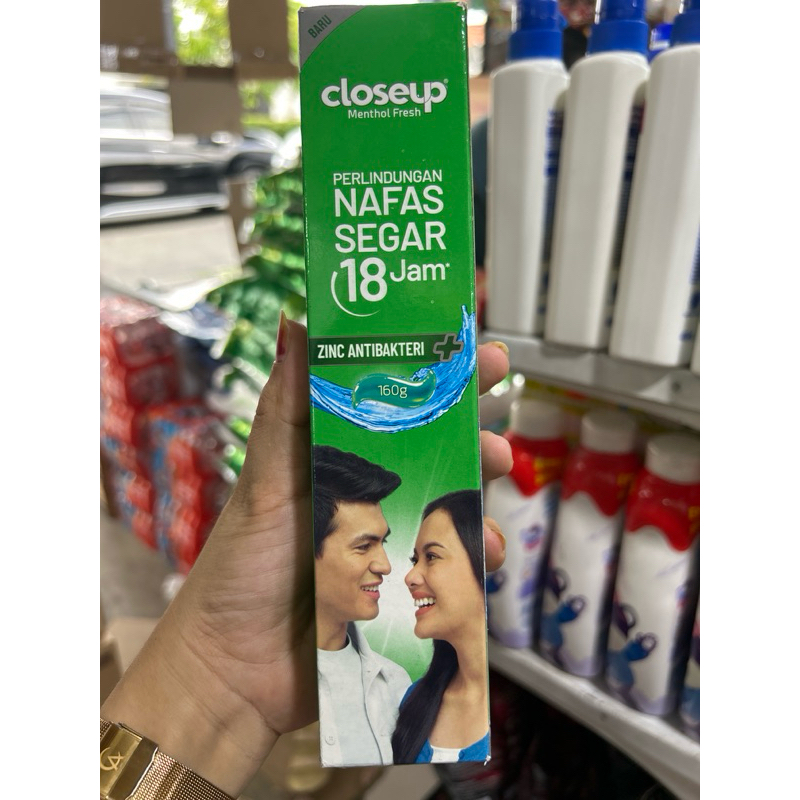 BARU
closeup®
Menthol Fresh
PERLINDUNGAN
NAFAS
SEGAR
18 Jam*
ZINC ANTIBAKTERI
160g